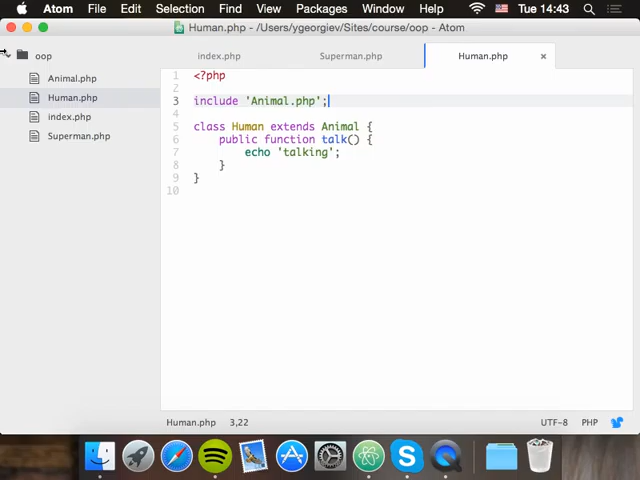 Atom File Edit Selection Find View Packages Window Help Tue 14:43
Human.php - /Users/ygeorgiev/Sites/course/oop - Atom
oop
Animal.php
Human.php
index.php
Superman.php
index.php Superman.php Human.php
1 <?php
2
3 include 'Animal.php';
4
5 class Human extends Animal {
6 public function talk() {
7 echo 'talking';
8 }
9 }
10
Human.php 3,22 UTF-8 PHP